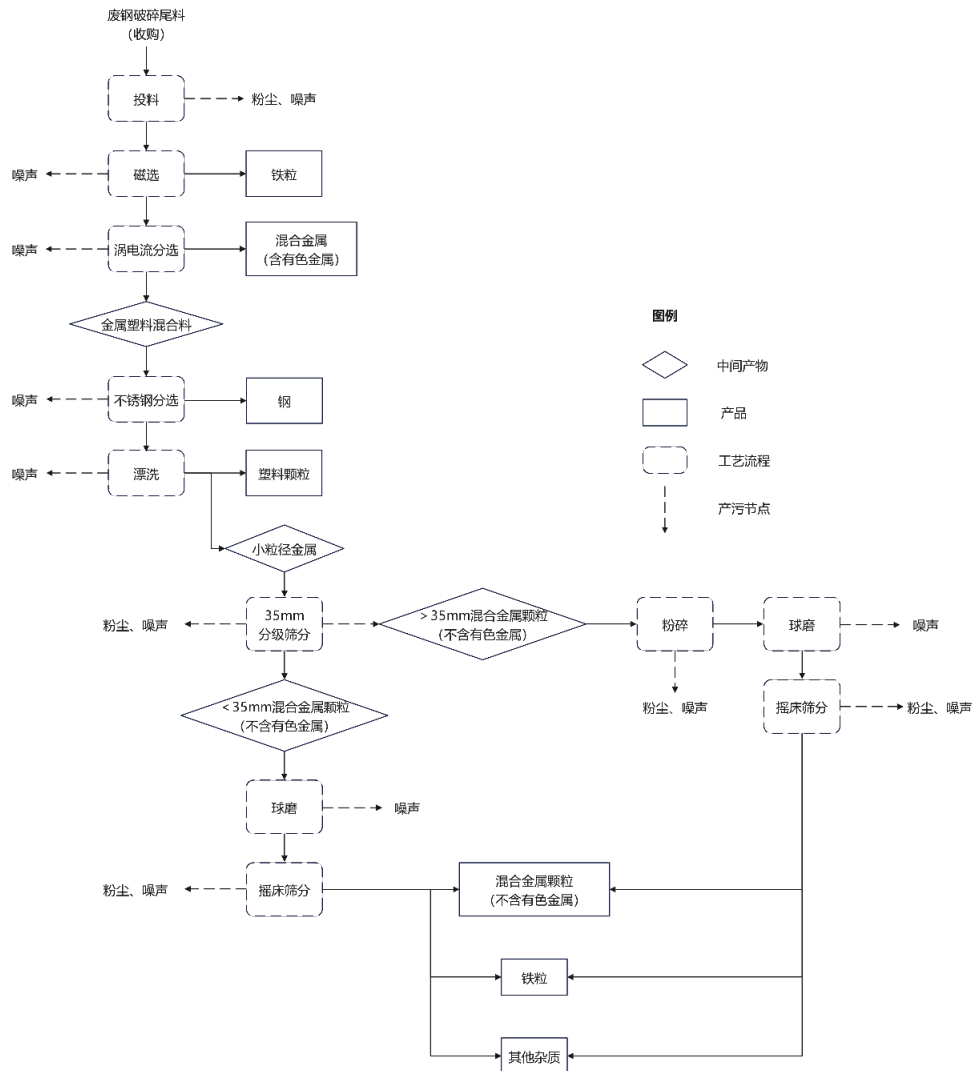 废钢破碎尾料
（收购）
投料
粉尘、噪声
噪声
磁选
铁粒
噪声
涡电流分选
混合金属
（含有色金属）
金属塑料混合料
图例
中间产物
噪声
不锈钢分选
钢
产品
噪声
漂洗
塑料颗粒
工艺流程
产污节点
小粒径金属
粉尘、噪声
35mm
分级筛分
＞35mm混合金属颗粒
（不含有色金属）
粉碎
球磨
噪声
粉尘、噪声
摇床筛分
粉尘、噪声
＜35mm混合金属颗粒
（不含有色金属）
球磨
噪声
粉尘、噪声
摇床筛分
混合金属颗粒
（不含有色金属）
铁粒
其他杂质